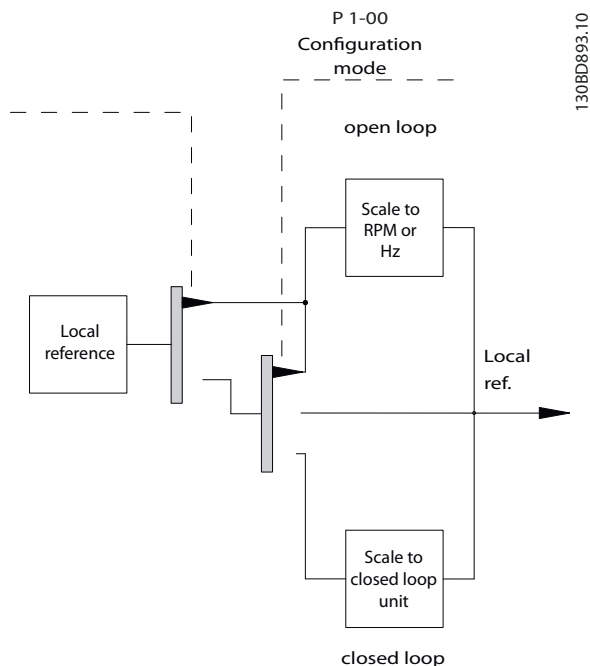 P 1-00
Configuration
mode
130BD893.10
open loop
Scale to
RPM or
Hz
Local
reference
Local
ref.
Scale to
closed loop
unit
closed loop